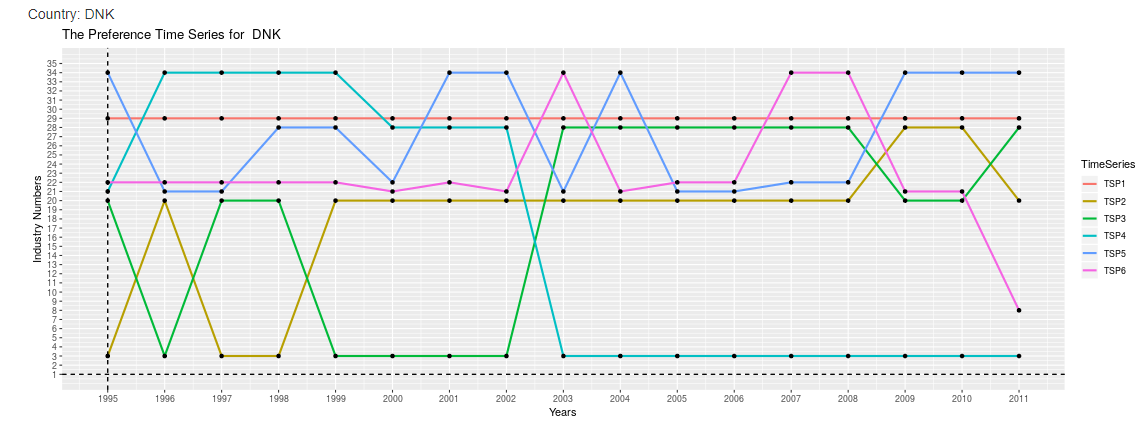 Country: DNK
The Preference Time Series for DNK
35
34
33
32
31
30
29
28
27
26
25
24
23
22
21
20
19
18
17
16
15
14
13
12
11
10
9
8
7
6
5
4
3
2
1
Industry Numbers
1995 1996 1997 1998 1999 2000 2001 2002 2003 2004 2005 2006 2007 2008 2009 2010 2011
Years
TimeSeries
TSP1
TSP2
TSP3
TSP4
TSP5
TSP6